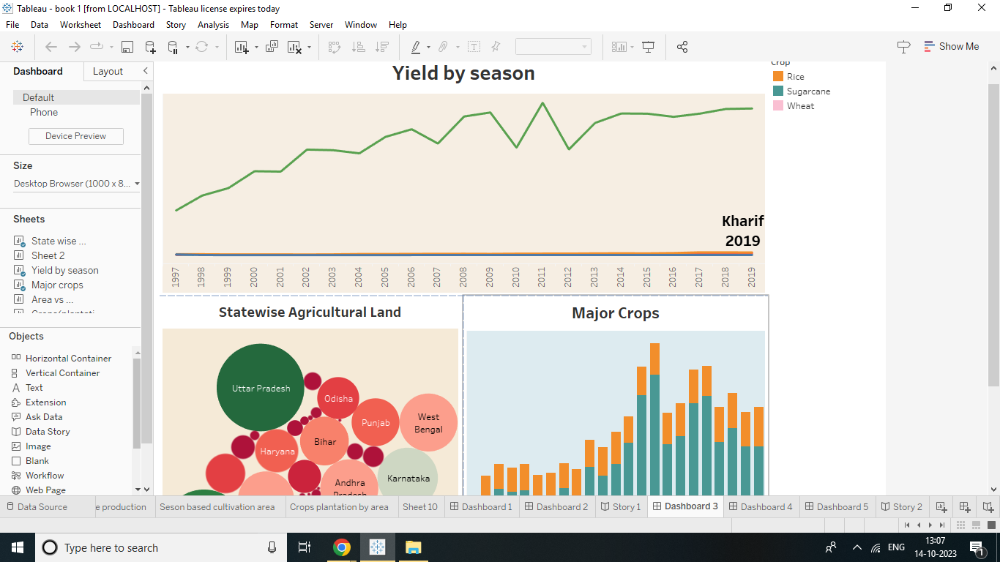 Tableau - book 1 [from LOCALHOST] - Tableau license expires today
File Data Worksheet Dashboard Story Analysis Map Format Server Window Help
Show Me
Dashboard Layout
Default
Phone
Device Preview
Size
Desktop Browser (1000 x 8...
Sheets
State wise ...
Sheet 2
Yield by season
Major crops
Area vs ...
Objects
Horizontal Container
Vertical Container
Text
Extension
Ask Data
Data Story
Image
Blank
Workflow
Web Page
Yield by season
Crop
Rice
Sugarcane
Wheat
Kharif
2019
1997 1998 1999 2000 2001 2002 2003 2004 2005 2006 2007 2008 2009 2010 2011 2012 2013 2014 2015 2016 2017 2018 2019
Statewise Agricultural Land
Uttar Pradesh
Odisha
Punjab
West
Bengal
Bihar
Haryana
Karnataka
Andhra
Pradesh
Major Crops
Data Source e production Seson based cultivation area Crops plantation by area Sheet 10 Dashboard 1 Dashboard 2 Story 1 Dashboard 3 Dashboard 4 Dashboard 5 Story 2
Type here to search
ENG
13:07
14-10-2023
1